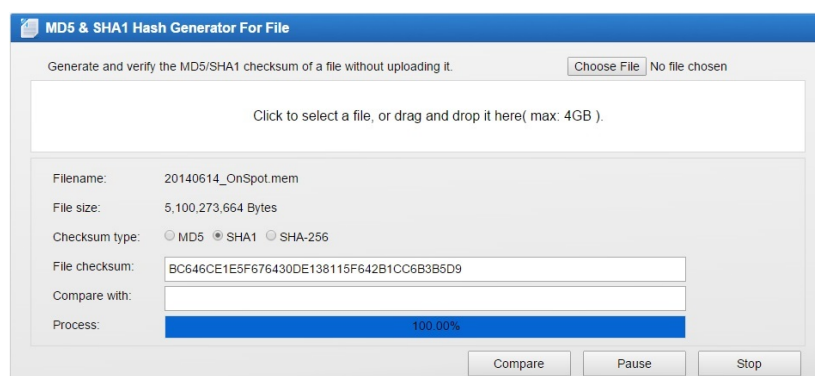 MD5 & SHA1 Hash Generator For File
Generate and verify the MD5/SHA1 checksum of a file without uploading it. Choose File No file chosen
Click to select a file, or drag and drop it here( max: 4GB ).
Filename: 20140614_OnSpot.mem
File size: 5,100,273,664 Bytes
Checksum type: MD5 SHA1 SHA-256
File checksum: BC646CE1E5F676430DE138115F642B1CC6B3B5D9
Compare with:
Process: 100.00%
Compare Pause Stop